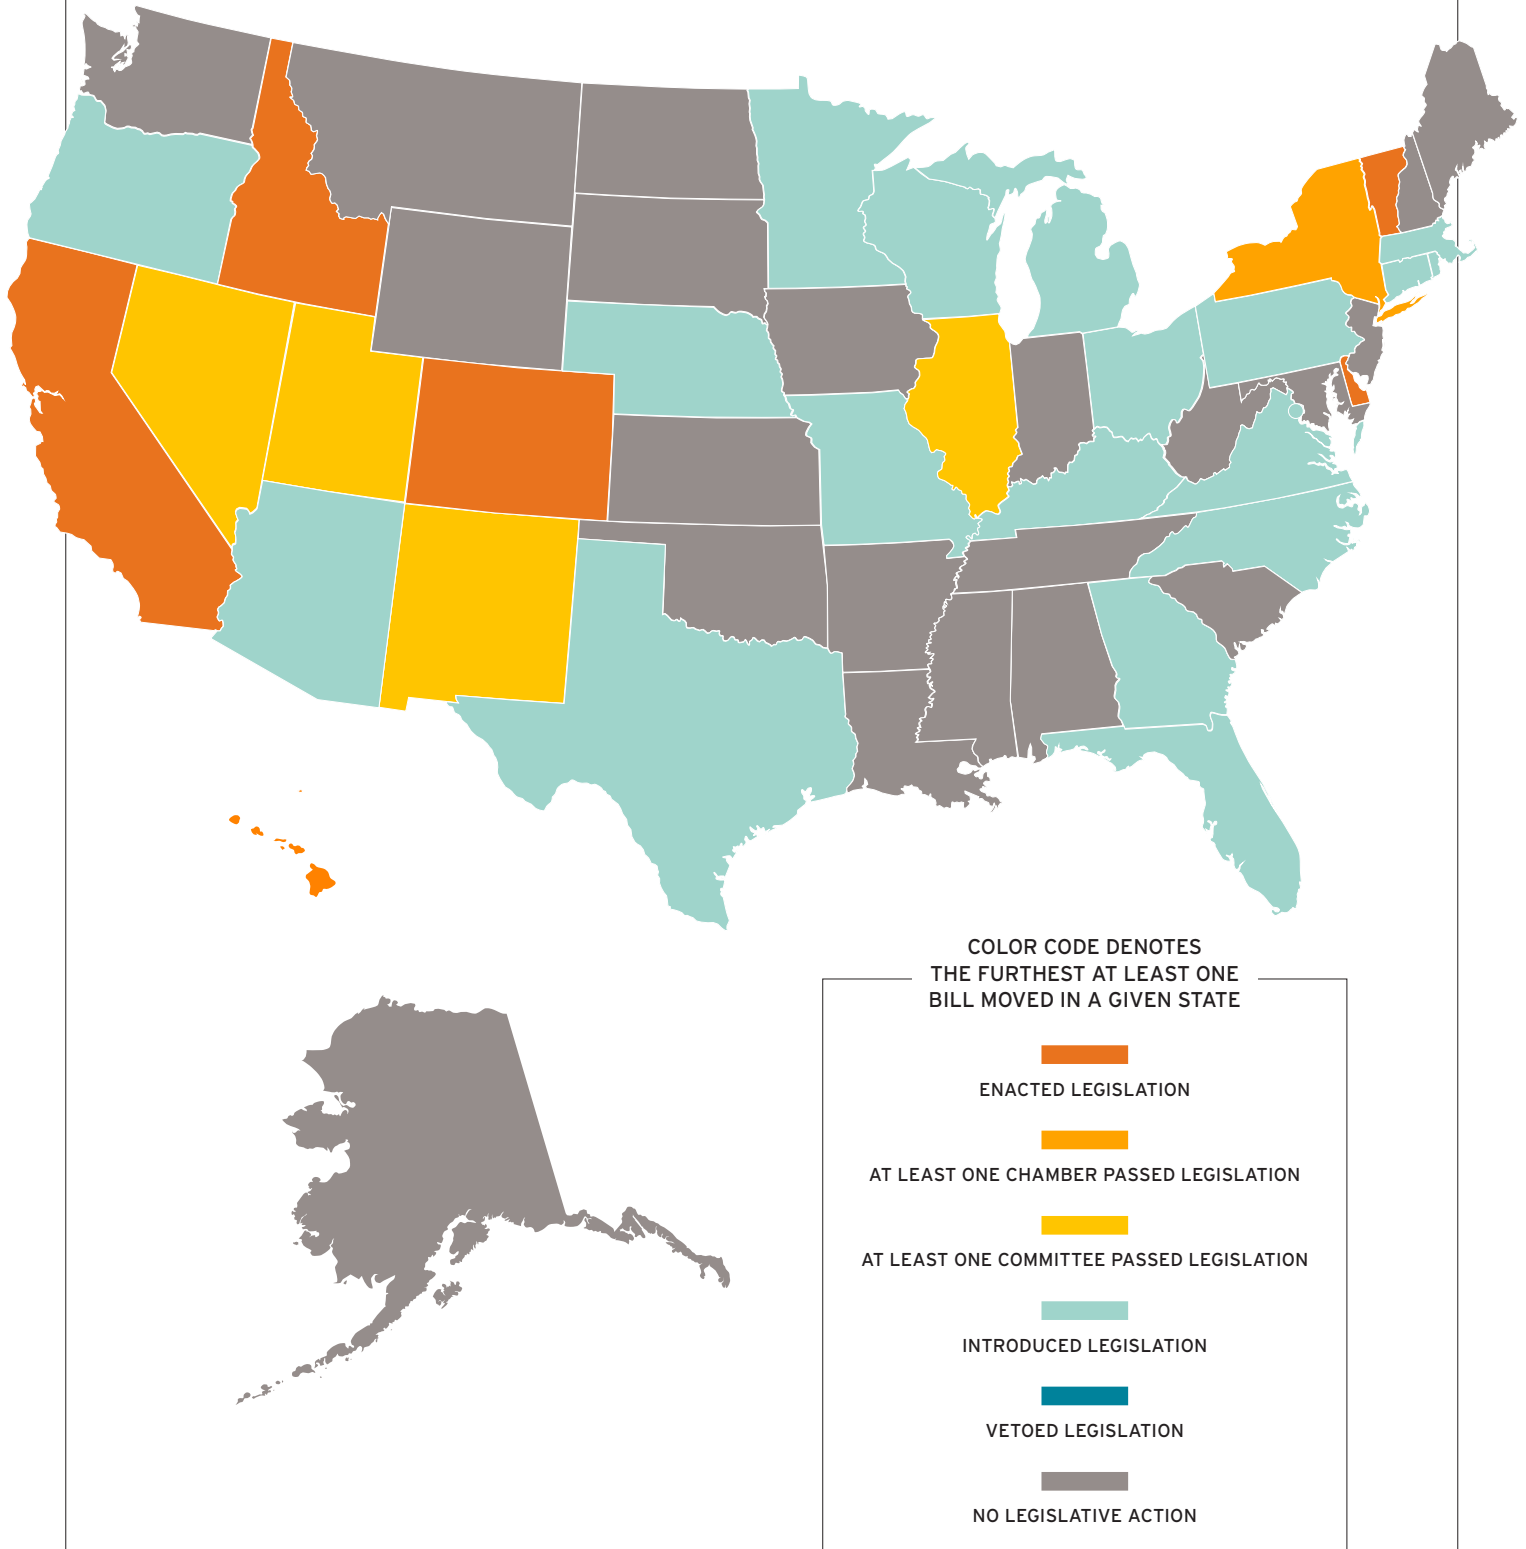 COLOR CODE DENOTES
THE FURTHEST AT LEAST ONE
BILL MOVED IN A GIVEN STATE
ENACTED LEGISLATION
AT LEAST ONE CHAMBER PASSED LEGISLATION
AT LEAST ONE COMMITTEE PASSED LEGISLATION
INTRODUCED LEGISLATION
VETOED LEGISLATION
NO LEGISLATIVE ACTION